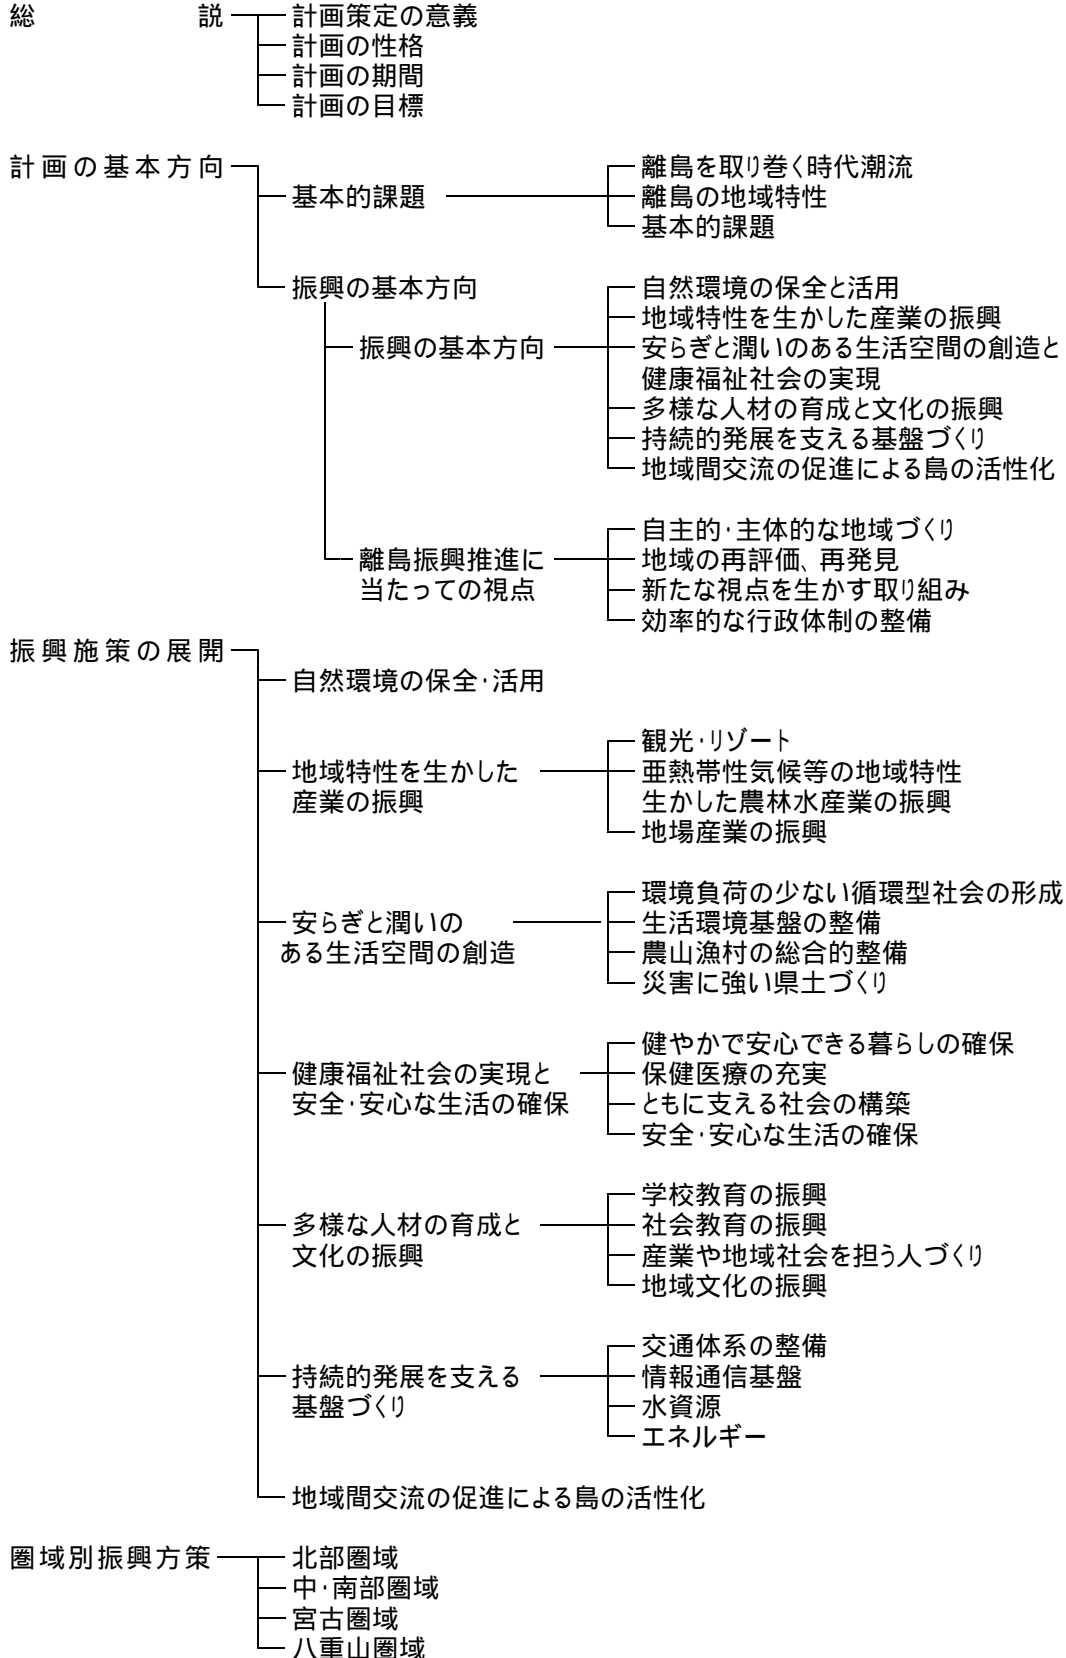 総説
計画策定の意義
計画の性格
計画の期間
計画の目標
計画の基本方向
基本的課題
離島を取り巻く時代潮流
離島の地域特性
基本的課題
振興の基本方向
振興の基本方向
自然環境の保全と活用
地域特性を生かした産業の振興
安らぎと潤いのある生活空間の創造と
健康福祉社会の実現
多様な人材の育成と文化の振興
持続的発展を支える基盤づくり
地域間交流の促進による島の活性化
離島振興推進に
当たっての視点
自主的・主体的な地域づくり
地域の再評価、再発見
新たな視点を生かす取り組み
効率的な行政体制の整備
振興施策の展開
自然環境の保全・活用
地域特性を生かした
産業の振興
観光・リゾート
亜熱帯性気候等の地域特性
生かした農林水産業の振興
地場産業の振興
安らぎと潤いの
ある生活空間の創造
環境負荷の少ない循環型社会の形成
生活環境基盤の整備
農山漁村の総合的整備
災害に強い県土づくり
健康福祉社会の実現と
安全・安心な生活の確保
健やかで安心できる暮らしの確保
保健医療の充実
ともに支える社会の構築
安全・安心な生活の確保
多様な人材の育成と
文化の振興
学校教育の振興
社会教育の振興
産業や地域社会を担う人づくり
地域文化の振興
持続的発展を支える
基盤づくり
交通体系の整備
情報通信基盤
水資源
エネルギー
地域間交流の促進による島の活性化
圏域別振興方策
北部圏域
中・南部圏域
宮古圏域
八重山圏域